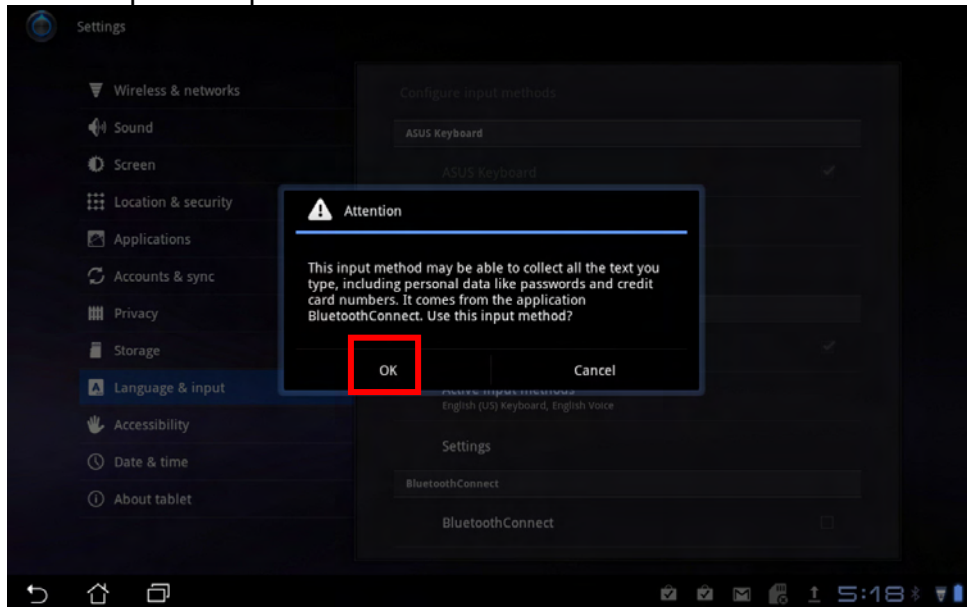 Settings
Wireless & networks
Sound
Screen
Location & security
Applications
Accounts & sync
Privacy
Storage
Language & input
Accessibility
Date & time
About tablet
Configure input methods
ASUS Keyboard
ASUS Keyboard
Attention
This input method may be able to collect all the text you
type, including personal data like passwords and credit
card numbers. It comes from the application
BluetoothConnect. Use this input method?
OK
Cancel
Active input methods
English (US) Keyboard, English Voice
Settings
BluetoothConnect
BluetoothConnect
5:18